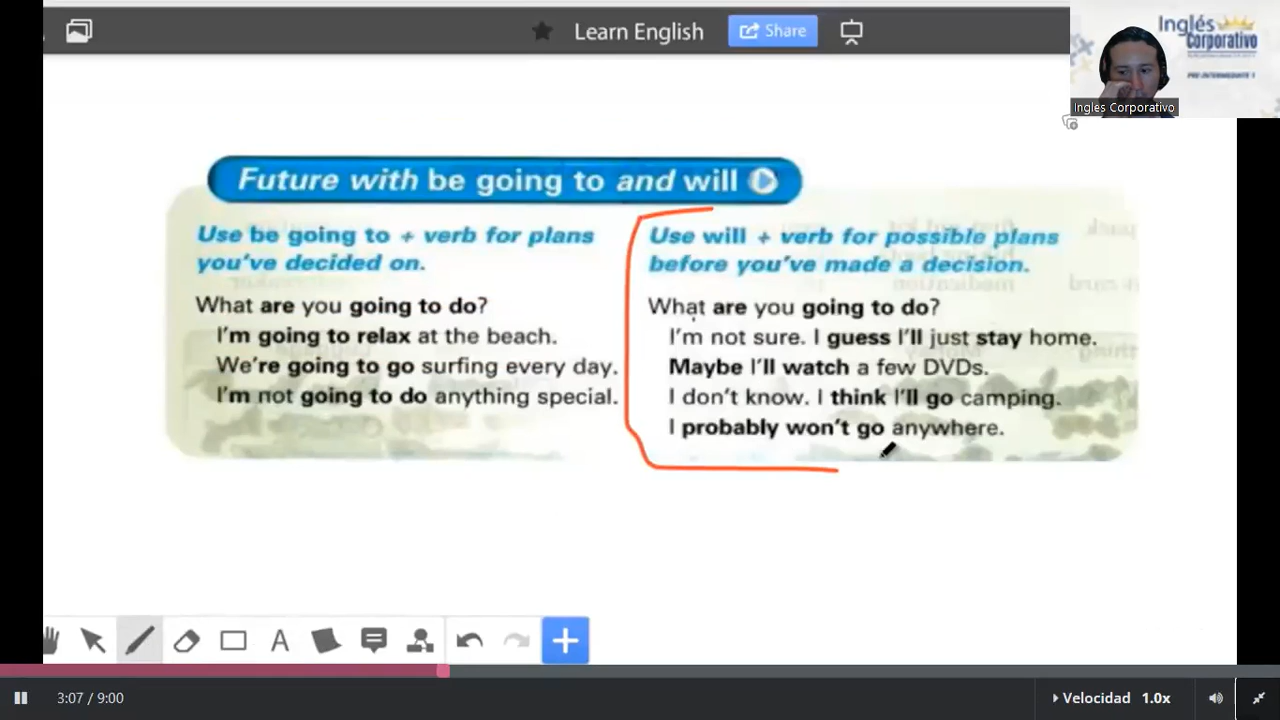 Learn English
Share
Inglés
Corporativo
PRE-INTERMEDIATE 1
Ingles Corporativo
Future with be going to and will
Use be going to + verb for plans
you've decided on.
What are you going to do?
I'm going to relax at the beach.
We're going to go surfing every day.
I'm not going to do anything special.
Use will + verb for possible plans
before you've made a decision.
What are you going to do?
I'm not sure. I guess I'll just stay home.
Maybe I'll watch a few DVDs.
I don't know. I think I'll go camping.
I probably won't go anywhere.
A
3:07 / 9:00
Velocidad 1.0x